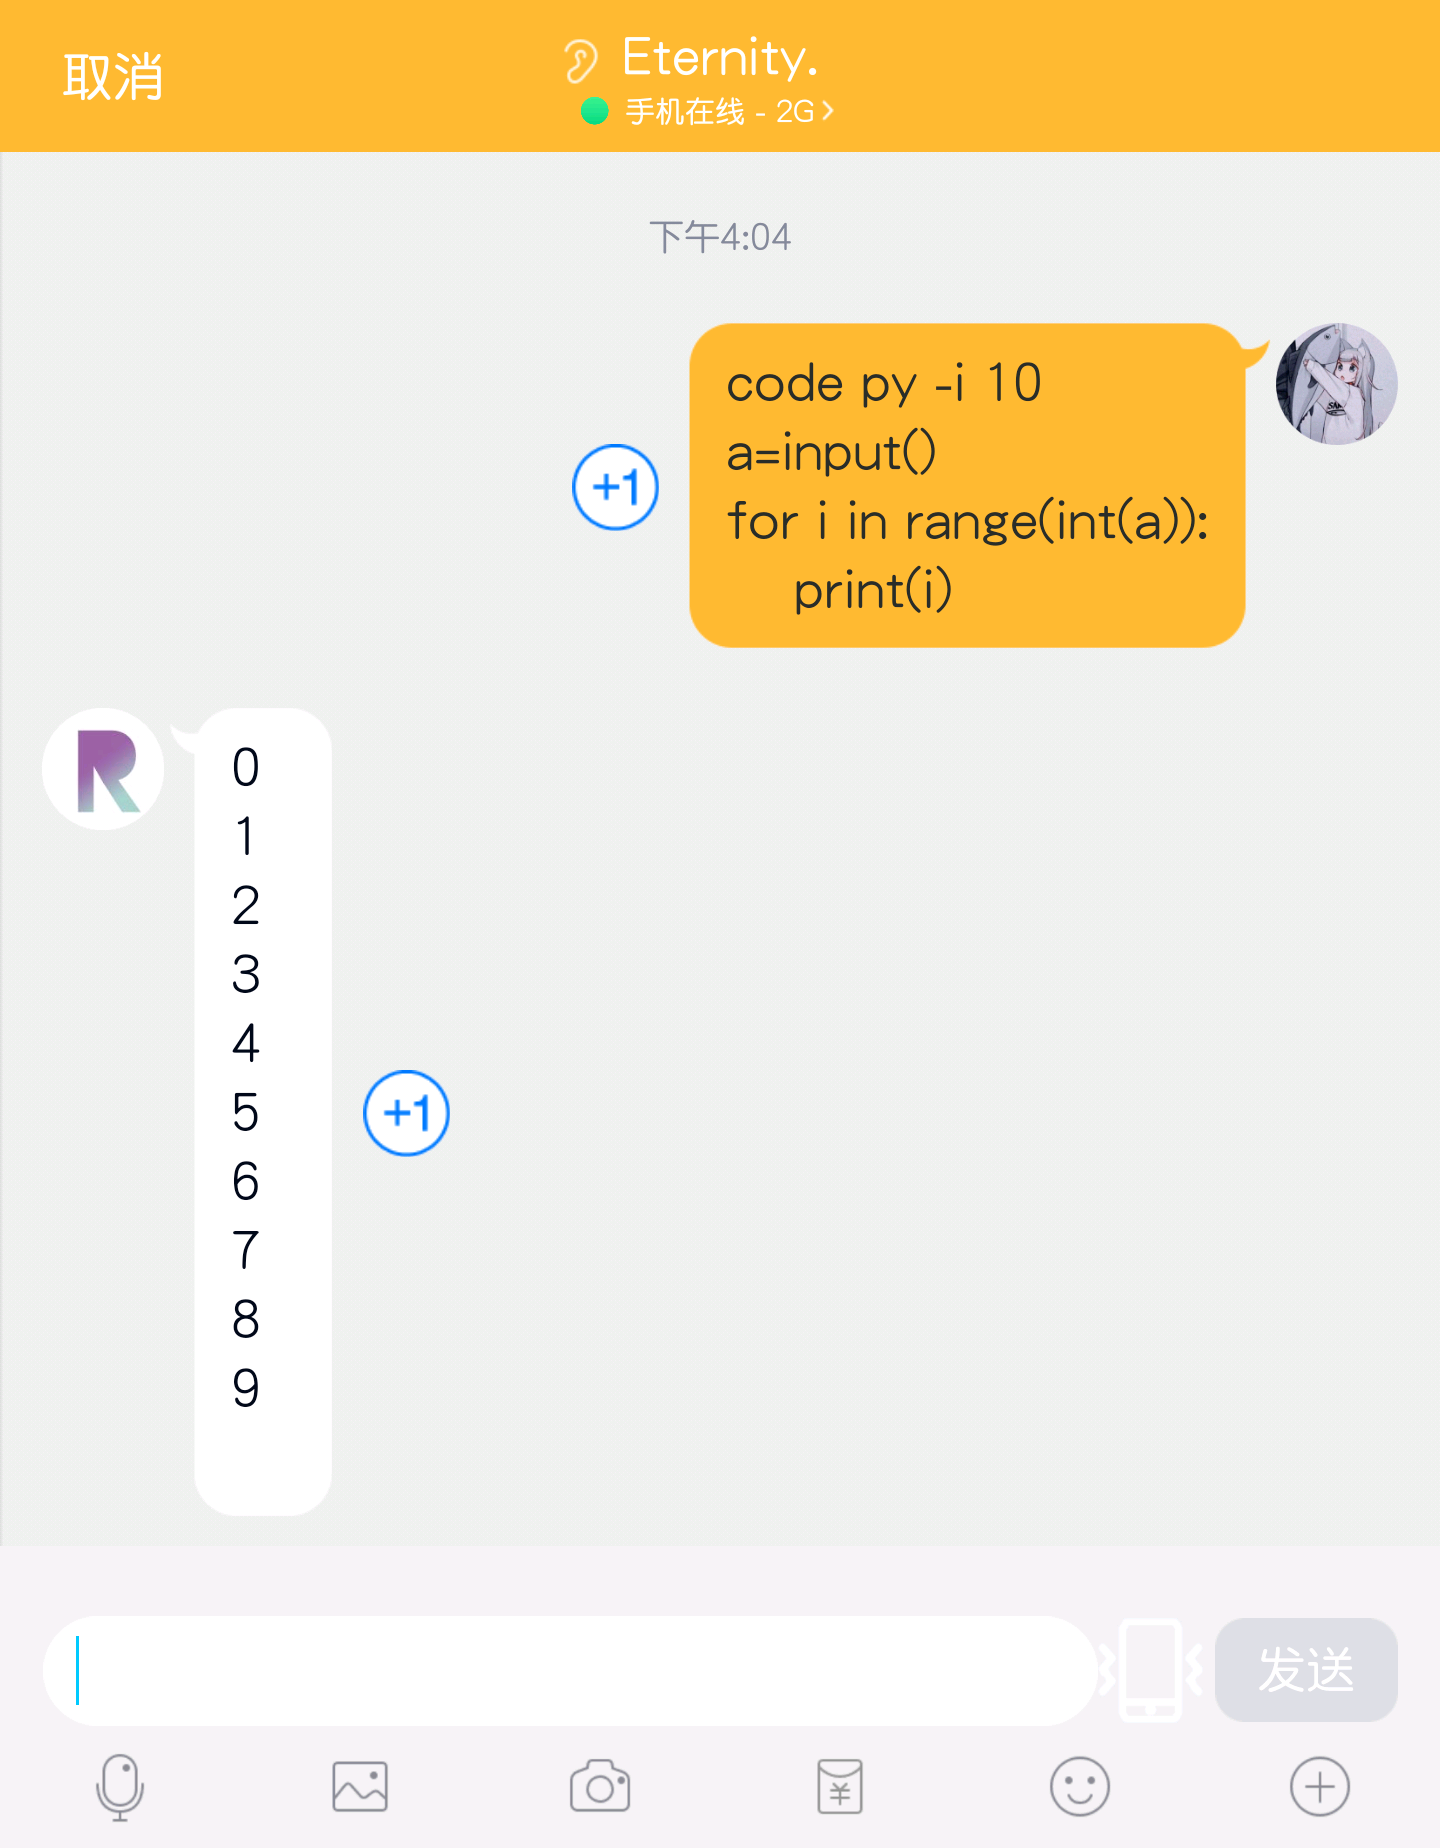 取消
Eternity.
手机在线 - 2G
下午4:04
code py -i 10
a=input()
for i in range(int(a)):
    print(i)
+1
R
0
1
2
3
4
5
6
7
8
9
+1
发送